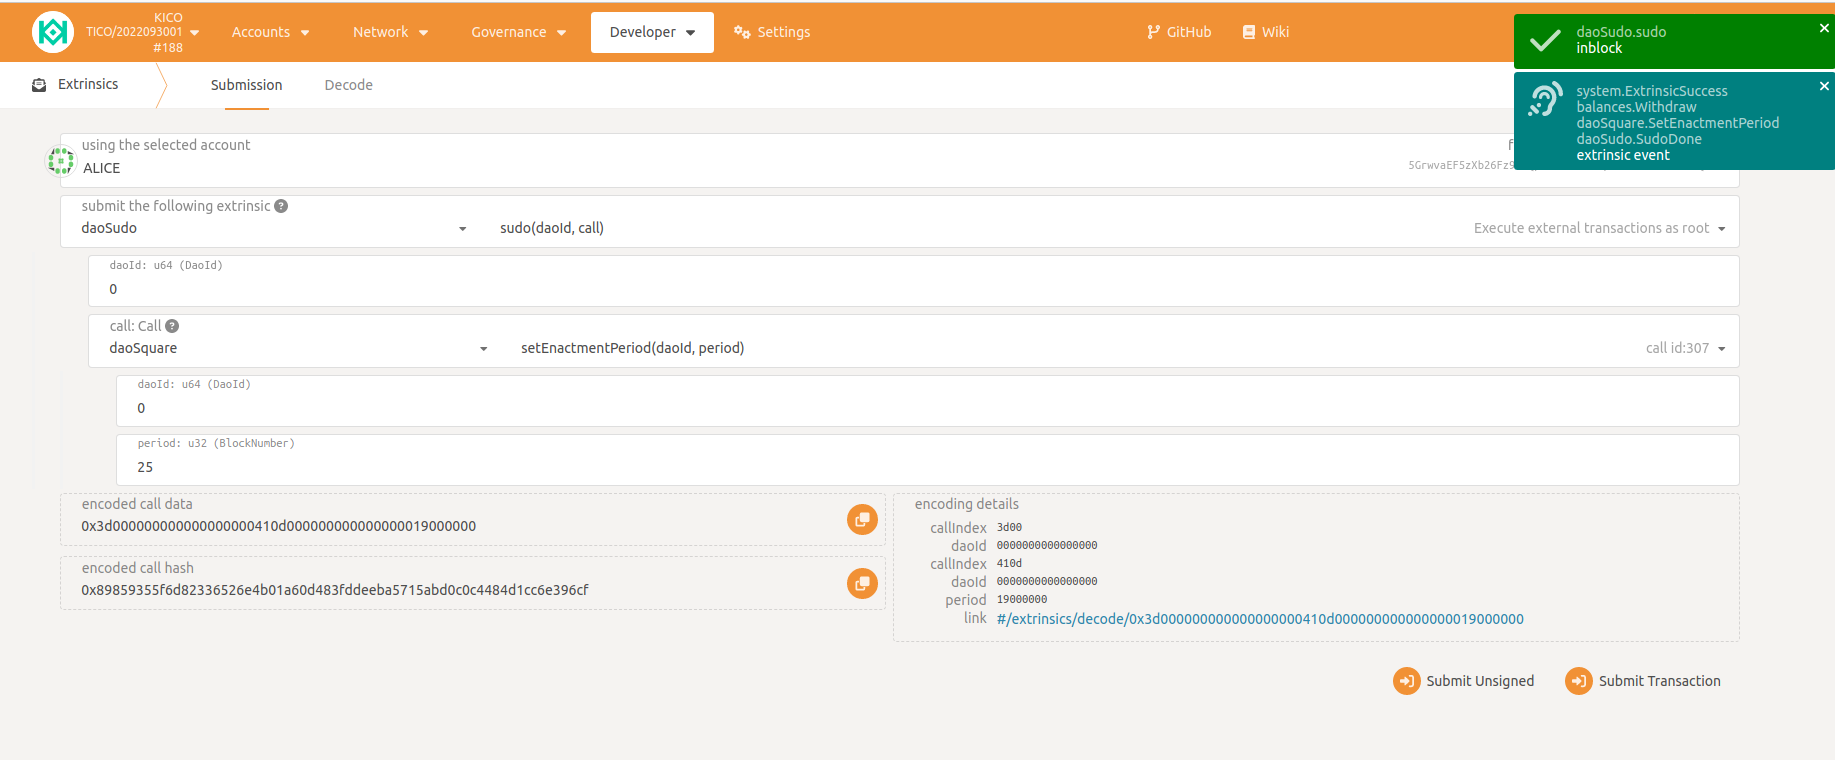 KICO
TICO/2022093001
#188
Accounts
Network
Governance
Developer
Settings
GitHub
Wiki
daoSudo.sudo
inblock
system.ExtrinsicSuccess
balances.Withdraw
daoSquare.SetEnactmentPeriod
daoSudo.SudoDone
extrinsic event
Extrinsics
Submission
Decode
using the selected account
ALICE
5GrwvaEF5zXb26Fz9
submit the following extrinsic
daoSudo
sudo(daoId, call)
Execute external transactions as root
daoId: u64 (DaoId)
0
call: Call
daoSquare
setEnactmentPeriod(daoId, period)
call id:307
daoId: u64 (DaoId)
0
period: u32 (BlockNumber)
25
encoded call data
0x3d000000000000000000410d000000000000000019000000
encoded call hash
0x89859355f6d82336526e4b01a60d483fddeeba5715abd0c0c4484d1cc6e396cf
encoding details
callIndex 3d00
daoId 0000000000000000
callIndex 410d
daoId 0000000000000000
period 19000000
link #/extrinsics/decode/0x3d000000000000000000410d000000000000000019000000
Submit Unsigned
Submit Transaction